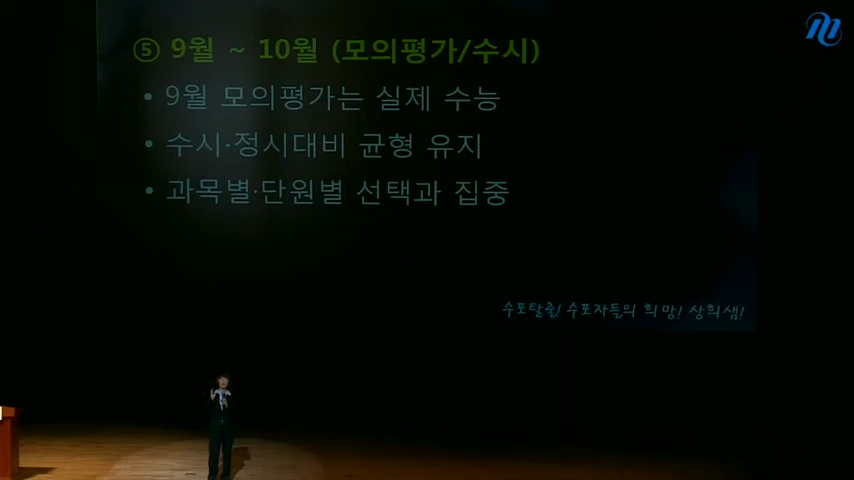 ⑤ 9월 ~ 10월 (모의평가/수시)
• 9월 모의평가는 실제 수능
• 수시·정시대비 균형 유지
• 과목별·단원별 선택과 집중
수포탈출! 수포자들의 희망! 상희샘!